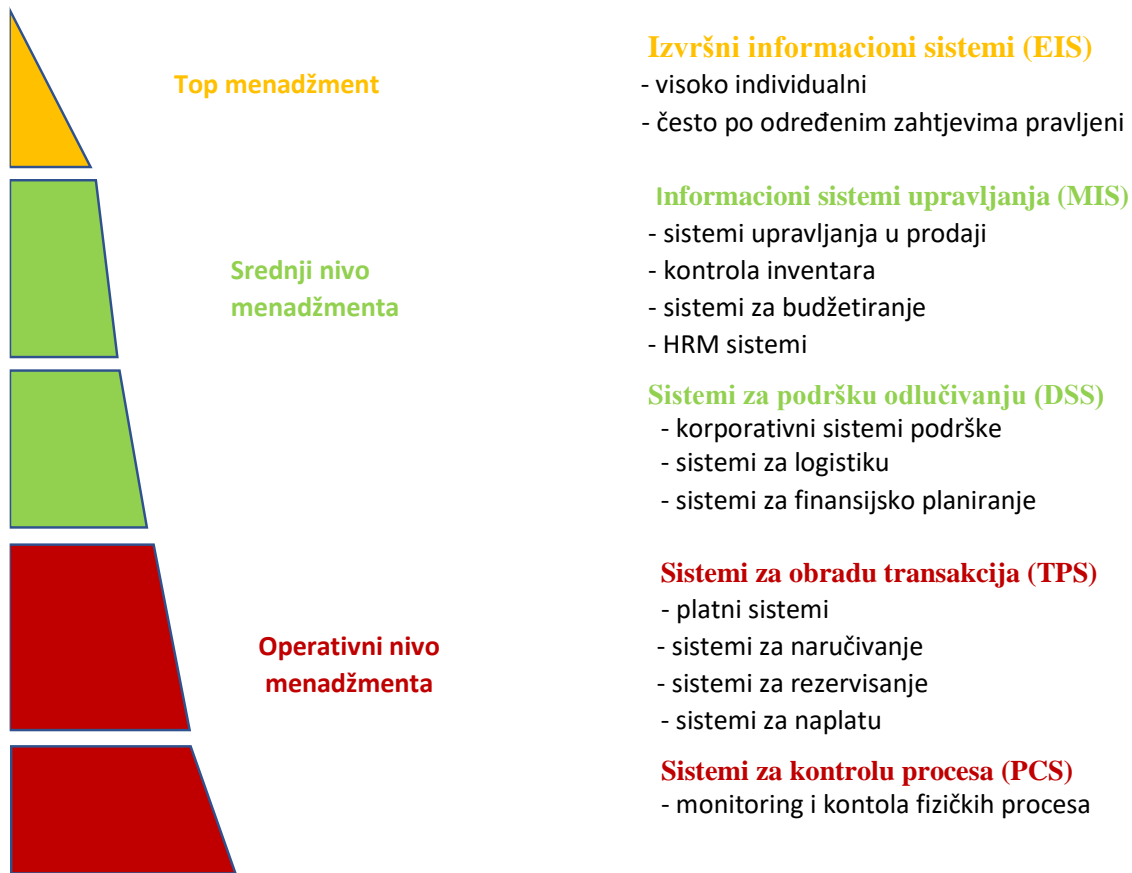 Izvršni informacioni sistemi (EIS)
Top menadžment
- visoko individualni
- često po određenim zahtjevima pravljeni
Informacioni sistemi upravljanja (MIS)
- sistemi upravljanja u prodaji
Srednji nivo
menadžmenta
- kontrola inventara
- sistemi za budžetiranje
- HRM sistemi
Sistemi za podršku odlučivanju (DSS)
- korporativni sistemi podrške
- sistemi za logistiku
- sistemi za finansijsko planiranje
Sistemi za obradu transakcija (TPS)
- platni sistemi
Operativni nivo
menadžmenta
- sistemi za naručivanje
- sistemi za rezervisanje
- sistemi za naplatu
Sistemi za kontrolu procesa (PCS)
- monitoring i kontola fizičkih procesa